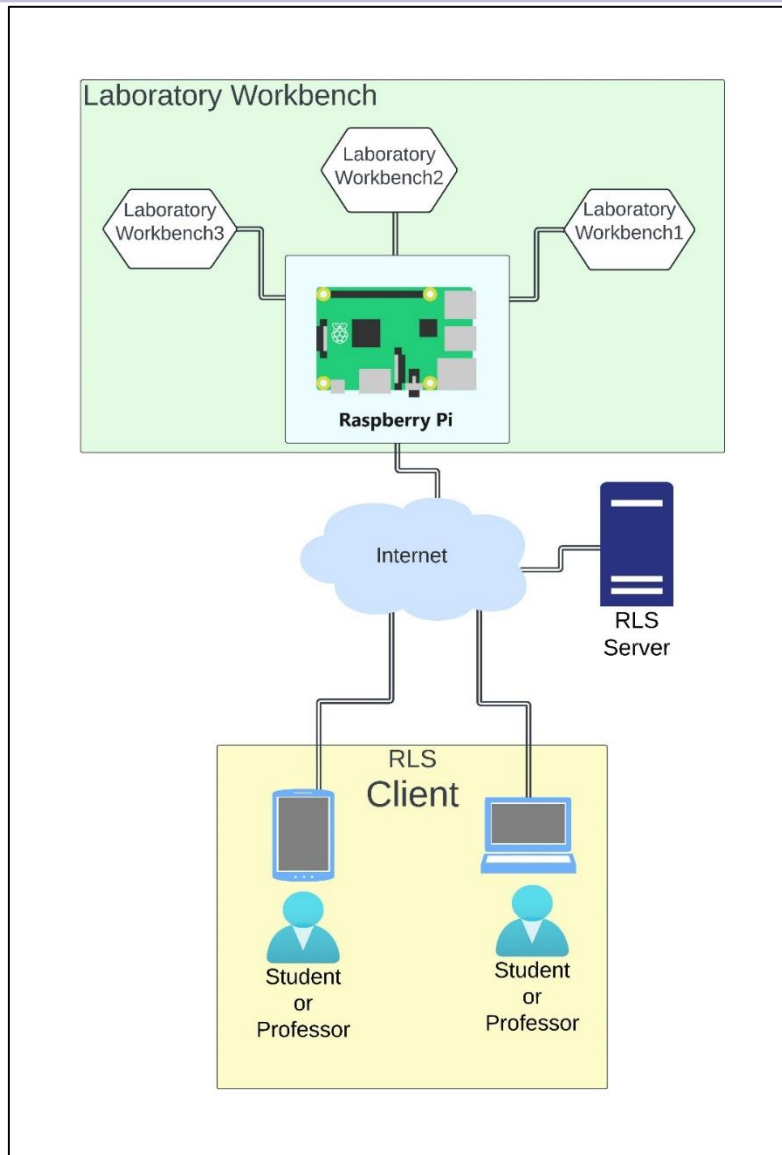 Laboratory Workbench
Laboratory
Workbench2
Laboratory
Workbench3
Laboratory
Workbench1
Raspberry Pi
Internet
RLS
Server
RLS
Client
Student
or
Professor
Student
or
Professor